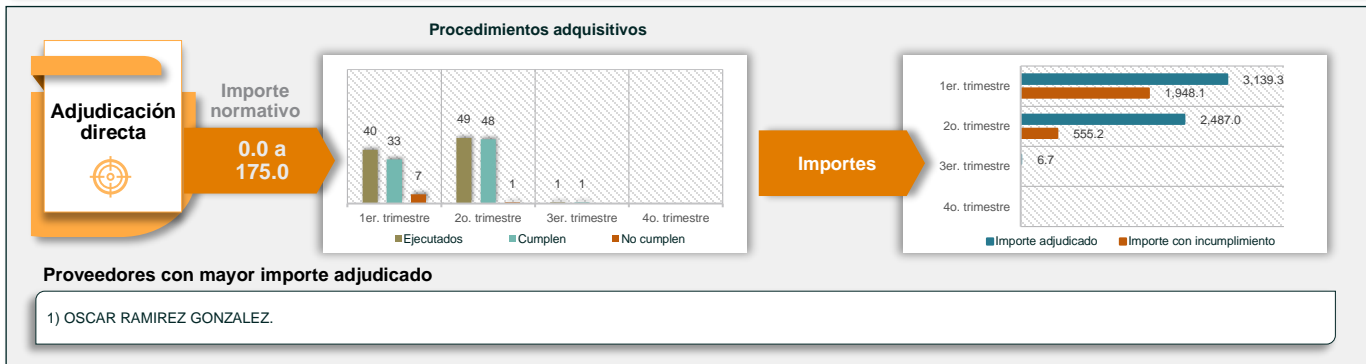 Procedimientos adquisitivos
Adjudicación
directa
Importe
normativo
0.0 a
175.0
40
33
7
49
48
1
1
1
1er. trimestre
2o. trimestre
3er. trimestre
4o. trimestre
Ejecutados
Cumplen
No cumplen
Importes
1er. trimestre
3,139.3
1,948.1
2o. trimestre
2,487.0
555.2
3er. trimestre
6.7
4o. trimestre
Importe adjudicado
Importe con incumplimiento
Proveedores con mayor importe adjudicado
1) OSCAR RAMIREZ GONZALEZ.